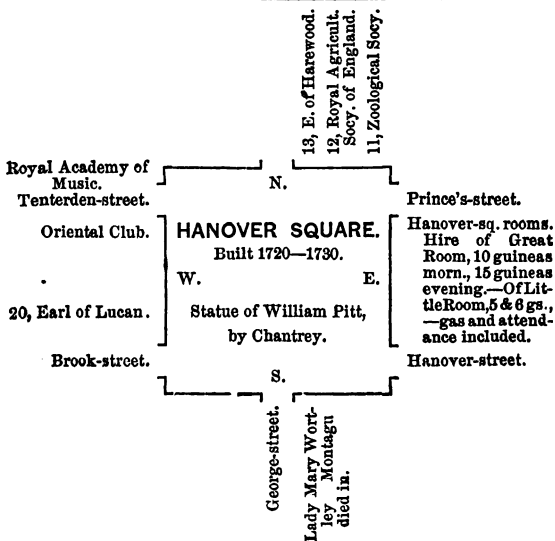 13, E. of Harewood.
12, Royal Agricult.
Socy. of England.
11, Zoological Socy.
Royal Academy of
Music.
Tenterden-street.
N.
Prince's-street.
Oriental Club.
HANOVER SQUARE.
Built 1720—1730.
W.
E.
Hanover-sq. rooms.
Hire of Great
Room, 10 guineas
morn., 15 guineas
evening.—Of Lit-
tle Room, 5 & 6 gs.,
—gas and attend-
ance included.
20, Earl of Lucan.
Statue of William Pitt,
by Chantrey.
Brook-street.
S.
Hanover-street.
George-street.
Lady Mary Wort-
ley Montagu
died in.